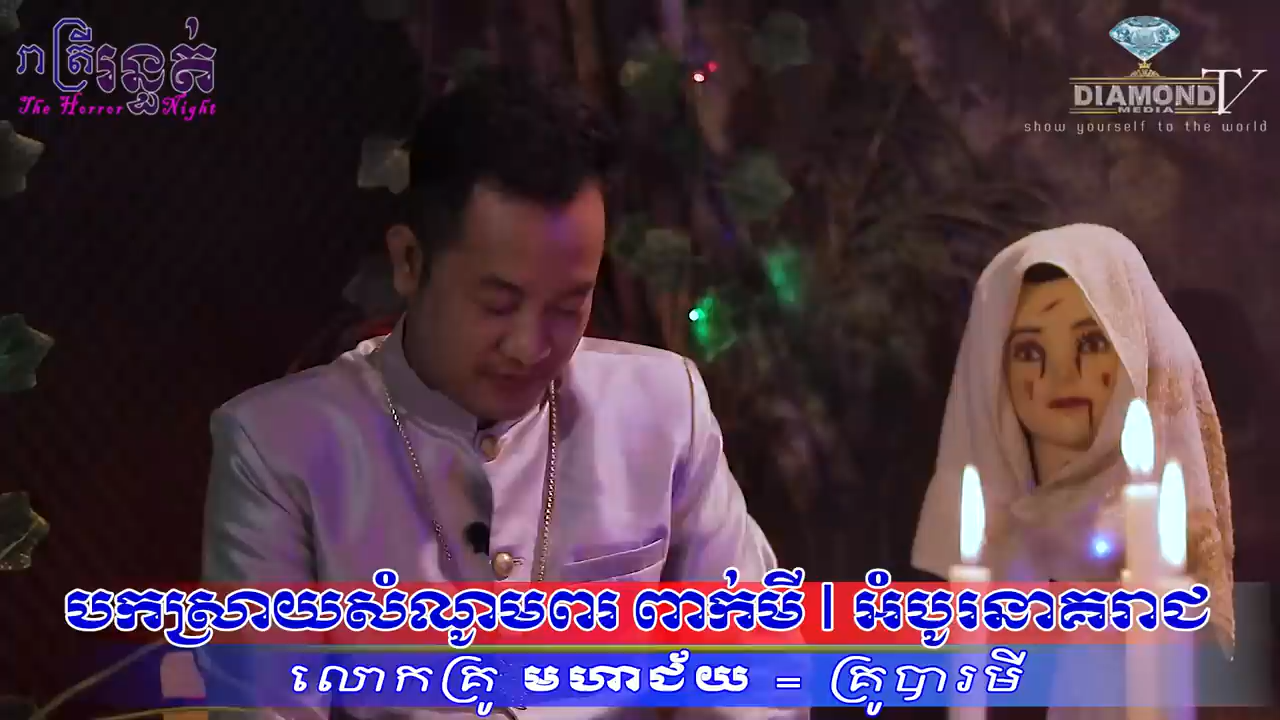 រាត្រីរន្ធត់
The Horror Night
DIAMOND TV
MEDIA
show yourself to the world
បកស្រាយសំណូមពរ ពាក់មី | អំបូរនាគរាជ
លោកគ្រូ មហាជ័យ = គ្រូបារមី